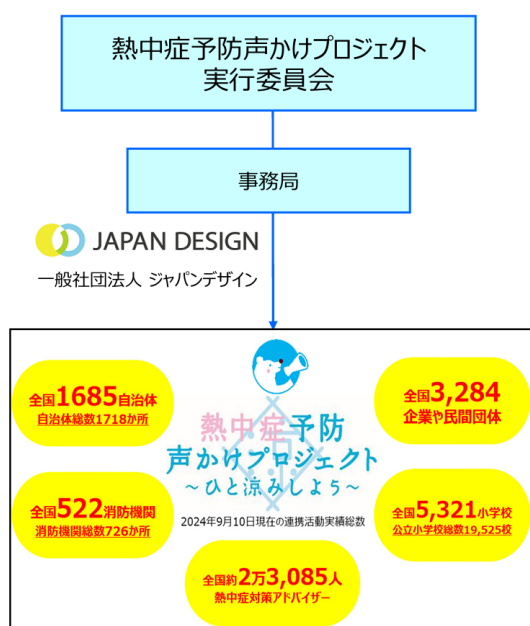 熱中症予防声かけプロジェクト
実行委員会
事務局
JAPAN DESIGN
一般社団法人 ジャパンデザイン
全国1685自治体
自治体総数1718か所
全国3,284
企業や民間団体
熱中症予防
声かけプロジェクト
～ひと涼みしよう～
2024年9月10日現在の連携活動実績総数
全国522消防機関
消防機関総数726か所
全国5,321小学校
公立小学校総数19,525校
全国約2万3,085人
熱中症対策アドバイザー